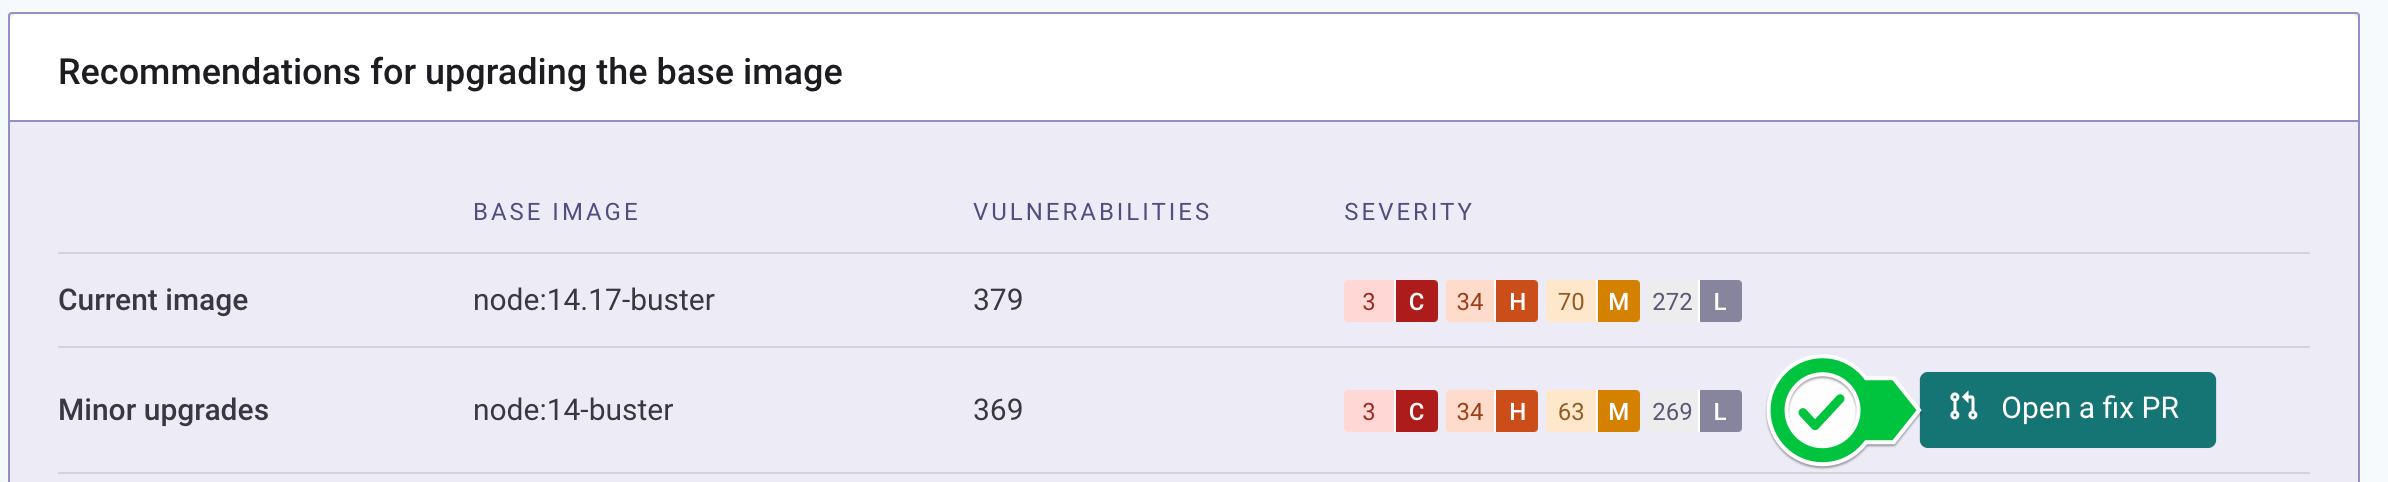 Recommendations for upgrading the base image
BASE IMAGE VULNERABILITIES SEVERITY
Current image node:14.17-buster 379 3 C 34 H 70 M 272 L
Minor upgrades node:14-buster 369 3 C 34 H 63 M 269 L Open a fix PR